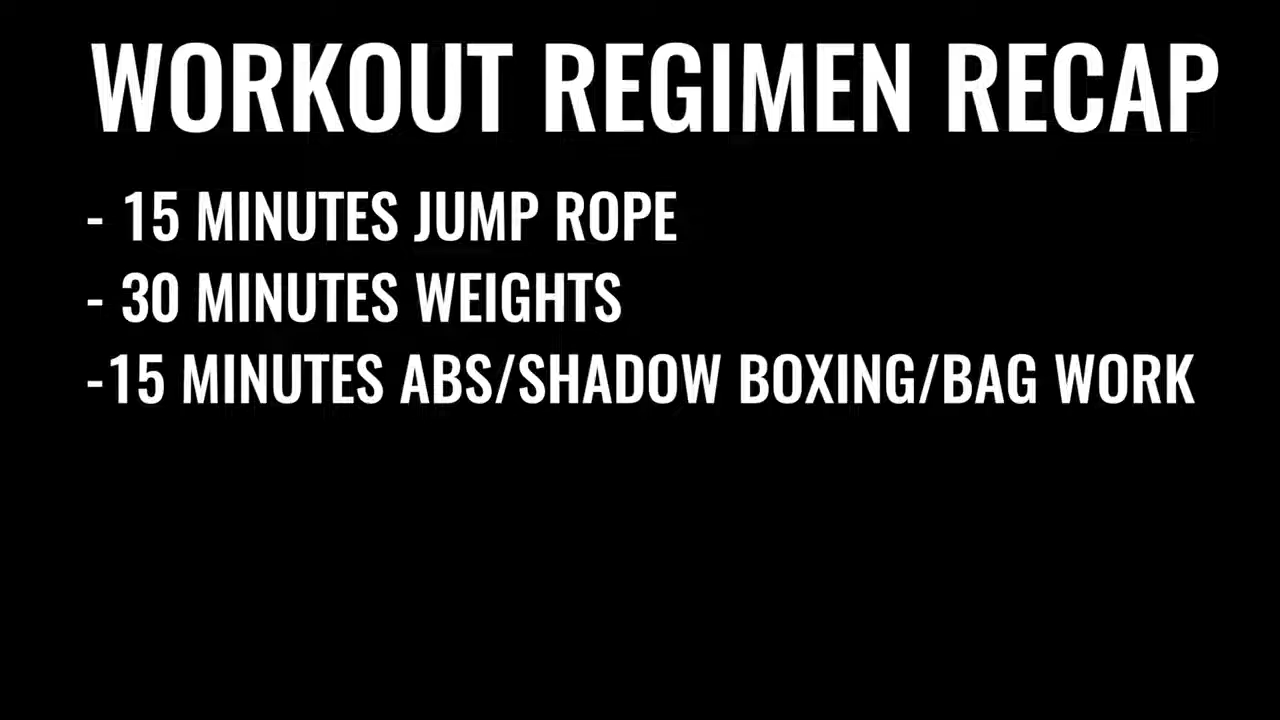 WORKOUT REGIMEN RECAP
- 15 MINUTES JUMP ROPE
- 30 MINUTES WEIGHTS
-15 MINUTES ABS/SHADOW BOXING/BAG WORK